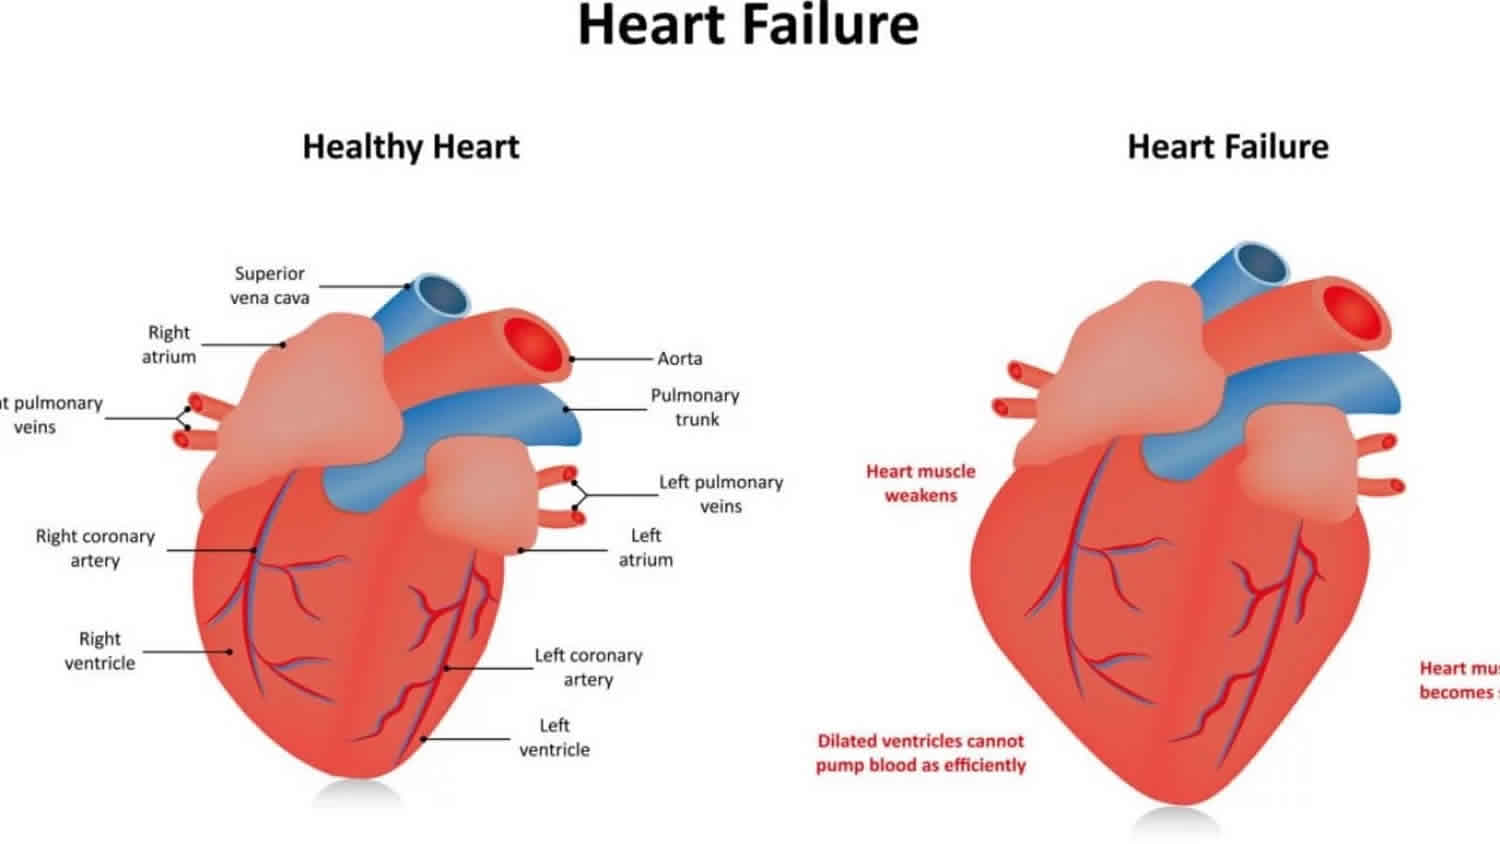 Heart Failure
Healthy Heart
Superior
vena cava
Right
atrium
pulmonary
veins
Right coronary
artery
Right
ventricle
Aorta
Pulmonary
trunk
Left pulmonary
veins
Left
atrium
Left coronary
artery
Left
ventricle
Heart Failure
Heart muscle
weakens
Dilated ventricles cannot
pump blood as efficiently
Heart
becomes